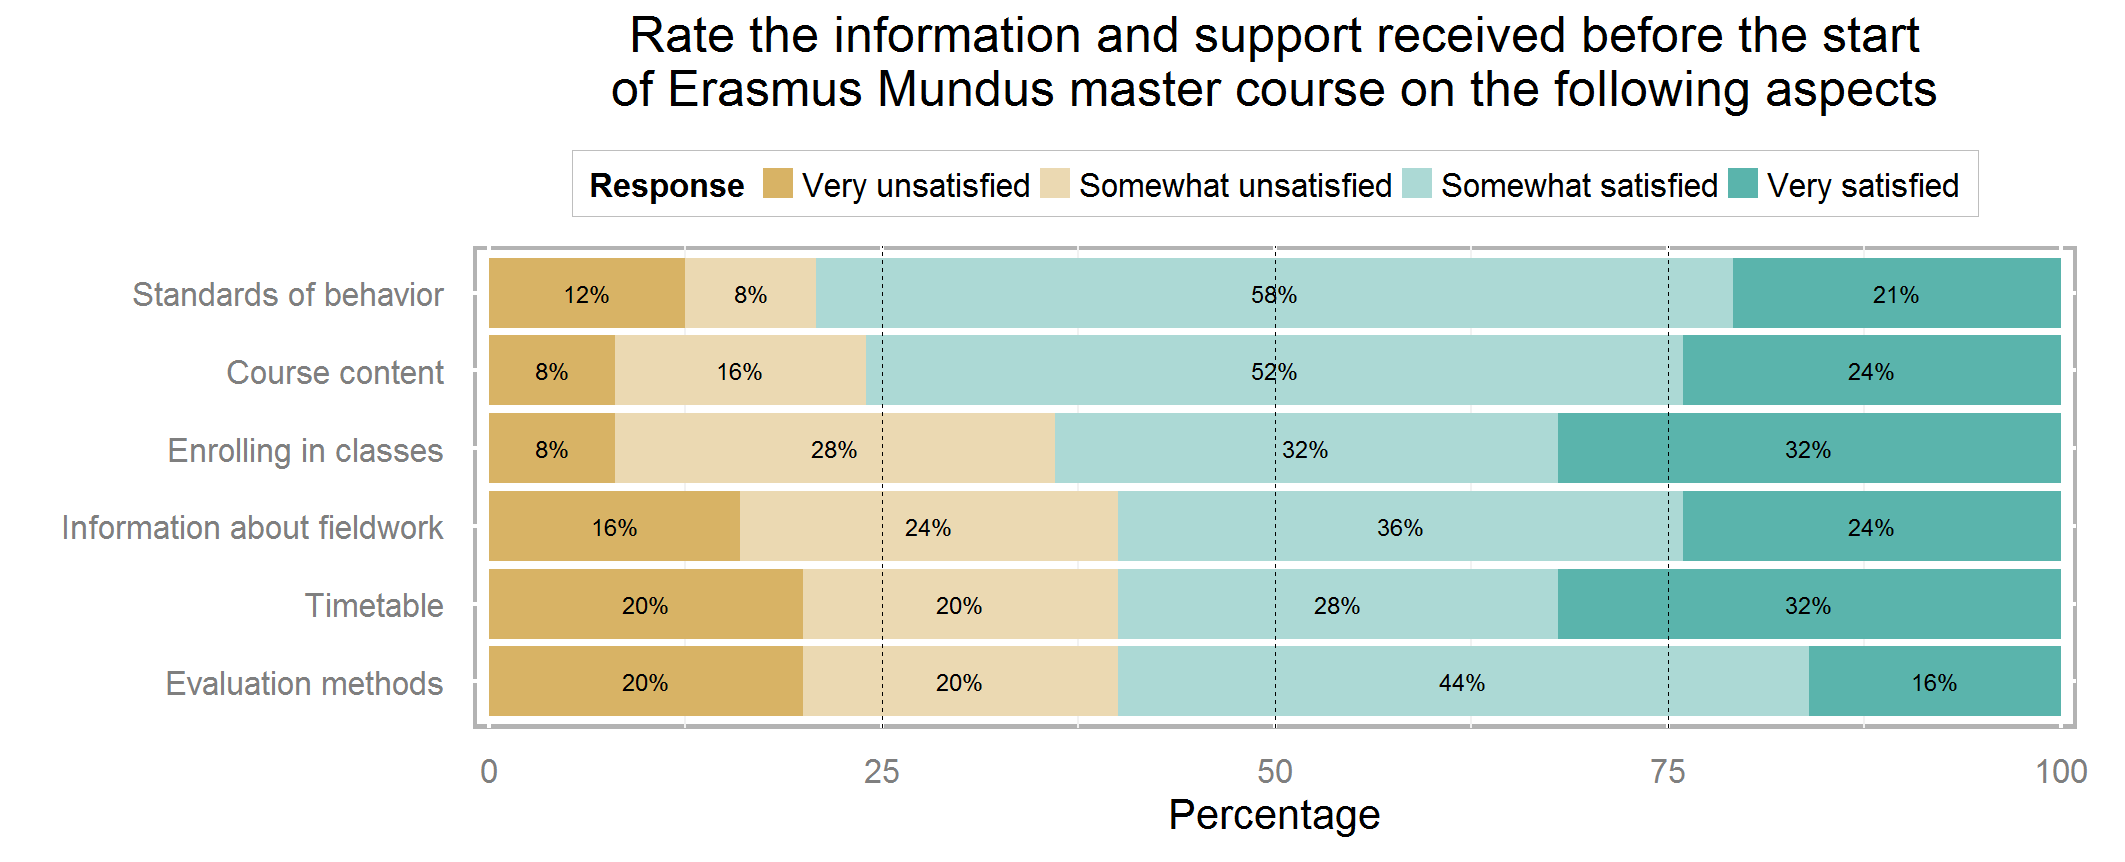 Rate the information and support received before the start
of Erasmus Mundus master course on the following aspects
Response Very unsatisfied Somewhat unsatisfied Somewhat satisfied Very satisfied
Standards of behavior 12% 8% 58% 21%
Course content 8% 16% 52% 24%
Enrolling in classes 8% 28% 32% 32%
Information about fieldwork 16% 24% 36% 24%
Timetable 20% 20% 28% 32%
Evaluation methods 20% 20% 44% 16%
0 25 50 75 100
Percentage